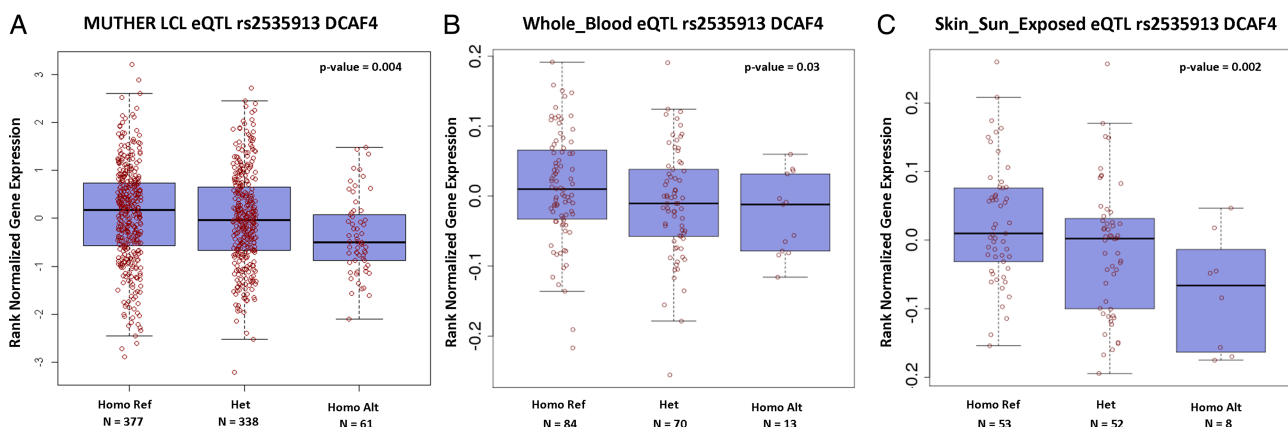 A
MUTHER LCL eQTL rs2535913 DCAF4
p-value = 0.004
Rank Normalized Gene Expression
3
2
1
0
-1
-2
-3
Homo Ref
N = 377
Het
N = 338
Homo Alt
N = 61
B
Whole_Blood eQTL rs2535913 DCAF4
p-value = 0.03
Rank Normalized Gene Expression
0.2
0.1
0.0
-0.1
-0.2
Homo Ref
N = 84
Het
N = 70
Homo Alt
N = 13
C
Skin_Sun_Exposed eQTL rs2535913 DCAF4
p-value = 0.002
Rank Normalized Gene Expression
0.2
0.1
0.0
-0.1
-0.2
Homo Ref
N = 53
Het
N = 52
Homo Alt
N = 8